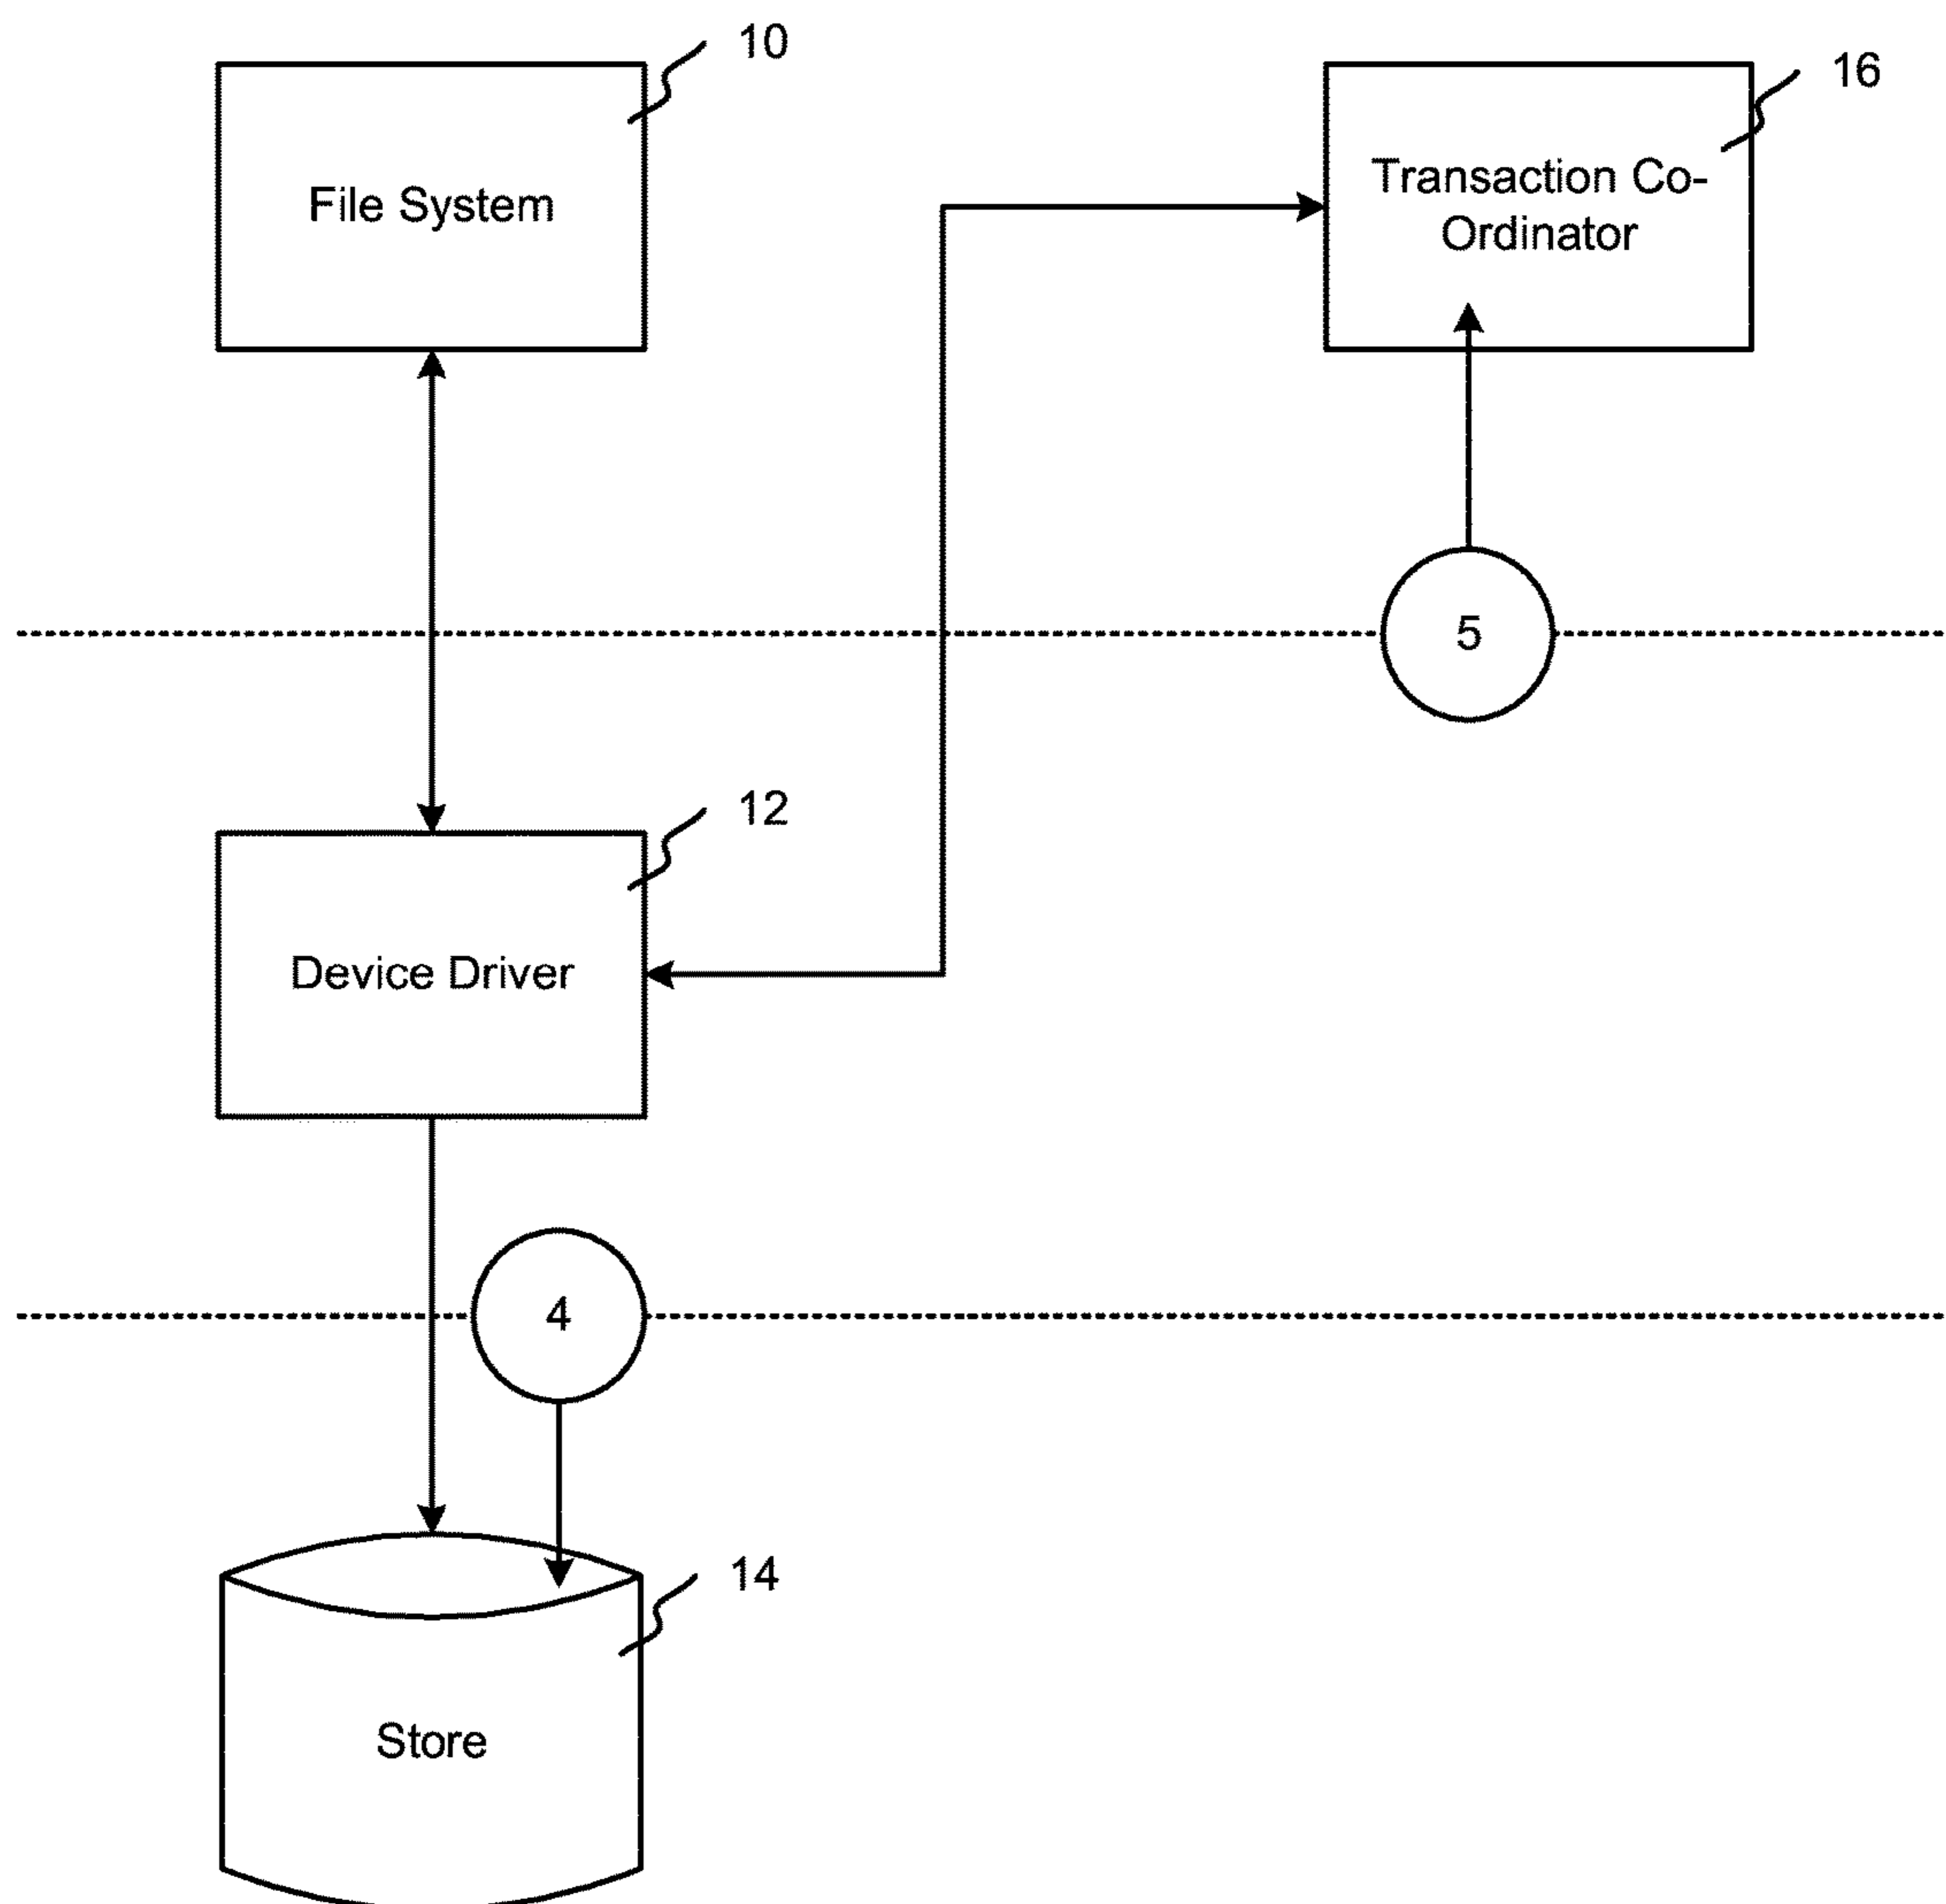 10
16
File System
Transaction Co-
Ordinator
5
12
Device Driver
4
14
Store